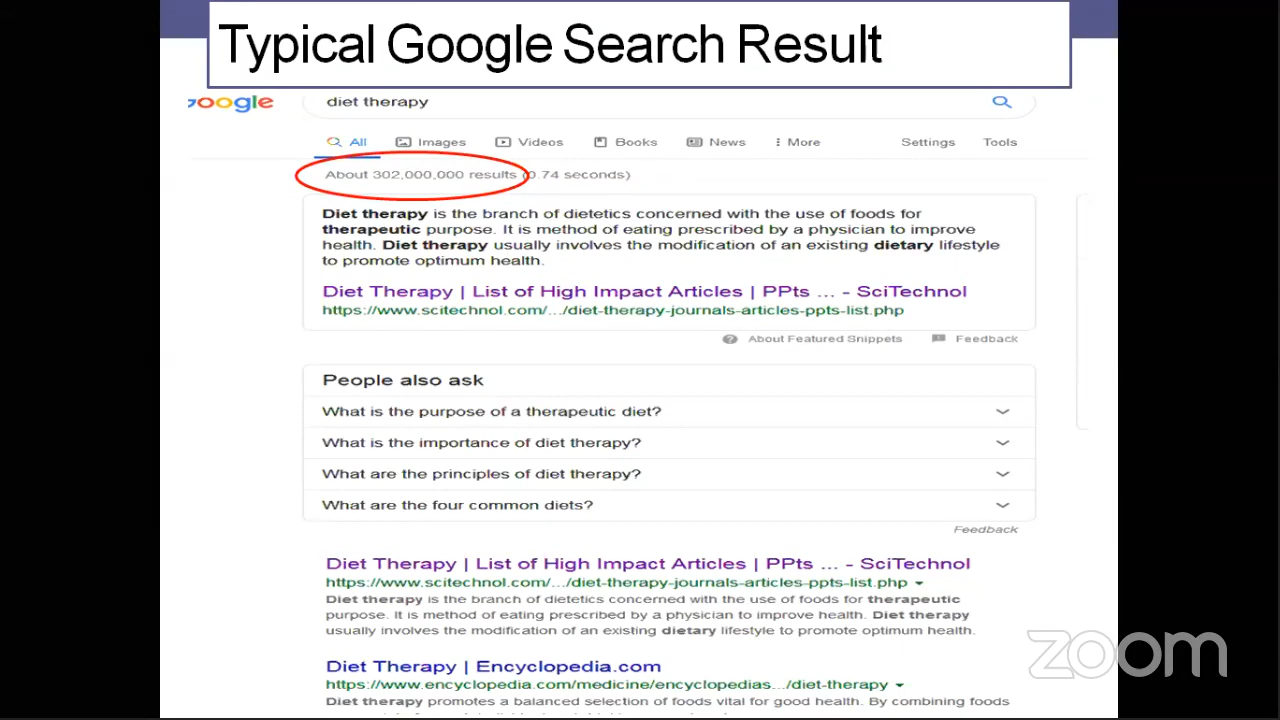 Typical Google Search Result
Google
diet therapy
All Images Videos Books News More Settings Tools
About 302,000,000 results (0.74 seconds)
Diet therapy is the branch of dietetics concerned with the use of foods for
therapeutic purpose. It is method of eating prescribed by a physician to improve
health. Diet therapy usually involves the modification of an existing dietary lifestyle
to promote optimum health.
Diet Therapy | List of High Impact Articles | PPts ... - SciTechnol
https://www.scitechnol.com/.../diet-therapy-journals-articles-ppts-list.php
About Featured Snippets Feedback
People also ask
What is the purpose of a therapeutic diet?
What is the importance of diet therapy?
What are the principles of diet therapy?
What are the four common diets?
Feedback
Diet Therapy | List of High Impact Articles | PPts ... - SciTechnol
https://www.scitechnol.com/.../diet-therapy-journals-articles-ppts-list.php
Diet therapy is the branch of dietetics concerned with the use of foods for therapeutic
purpose. It is method of eating prescribed by a physician to improve health. Diet therapy
usually involves the modification of an existing dietary lifestyle to promote optimum health.
Diet Therapy | Encyclopedia.com
https://www.encyclopedia.com/medicine/encyclopedias.../diet-therapy
Diet therapy promotes a balanced selection of foods vital for good health. By combining foods
zoom